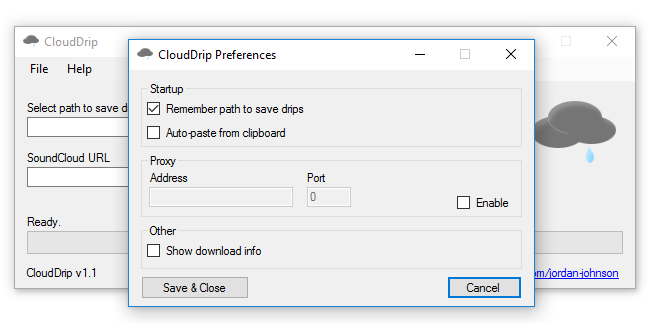 CloudDrip
File Help
Select path to save d
SoundCloud URL
Ready.
CloudDrip v1.1
om/jordan-johnson
CloudDrip Preferences
Startup
Remember path to save drips
Auto-paste from clipboard
Proxy
Address Port
0
Enable
Other
Show download info
Save & Close Cancel